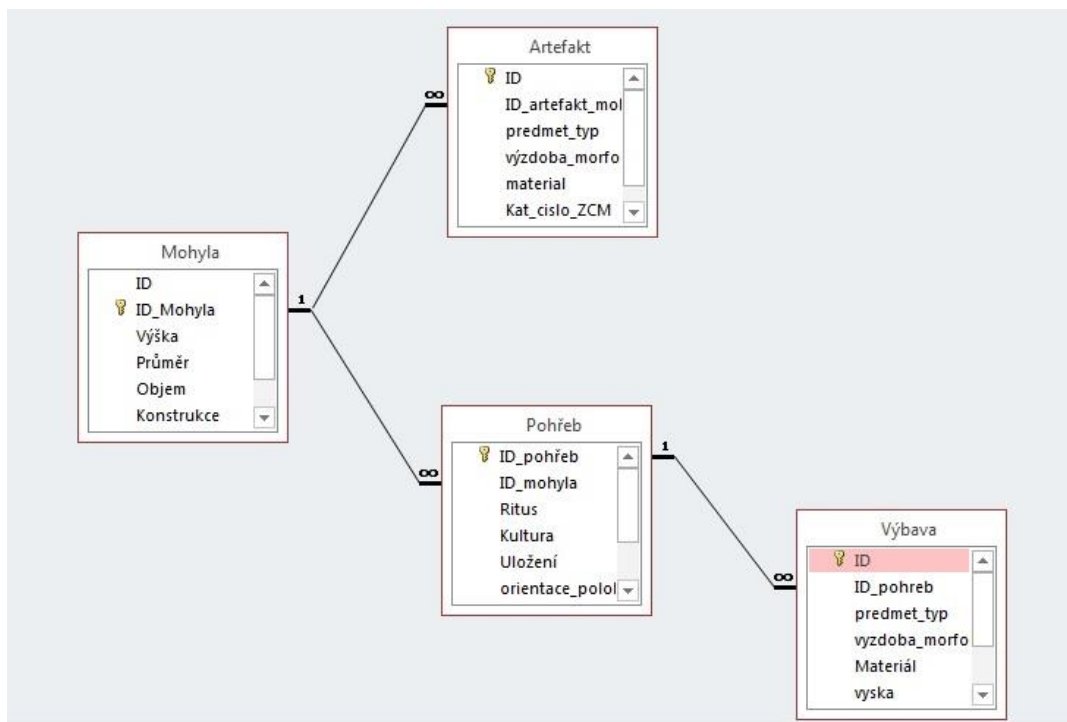 Artefakt
ID
ID_artefakt_mol
predmet_typ
výzdoba_morfo
material
Kat_cislo_ZCM
∞
Mohyla
ID
ID_Mohyla
Výška
Průměr
Objem
Konstrukce
1
∞
Pohřeb
ID_pohřeb
ID_mohyla
Ritus
Kultura
Uložení
orientace_polol
1
∞
Výbava
ID
ID_pohreb
predmet_typ
vyzdoba_morfo
Materiál
vyska